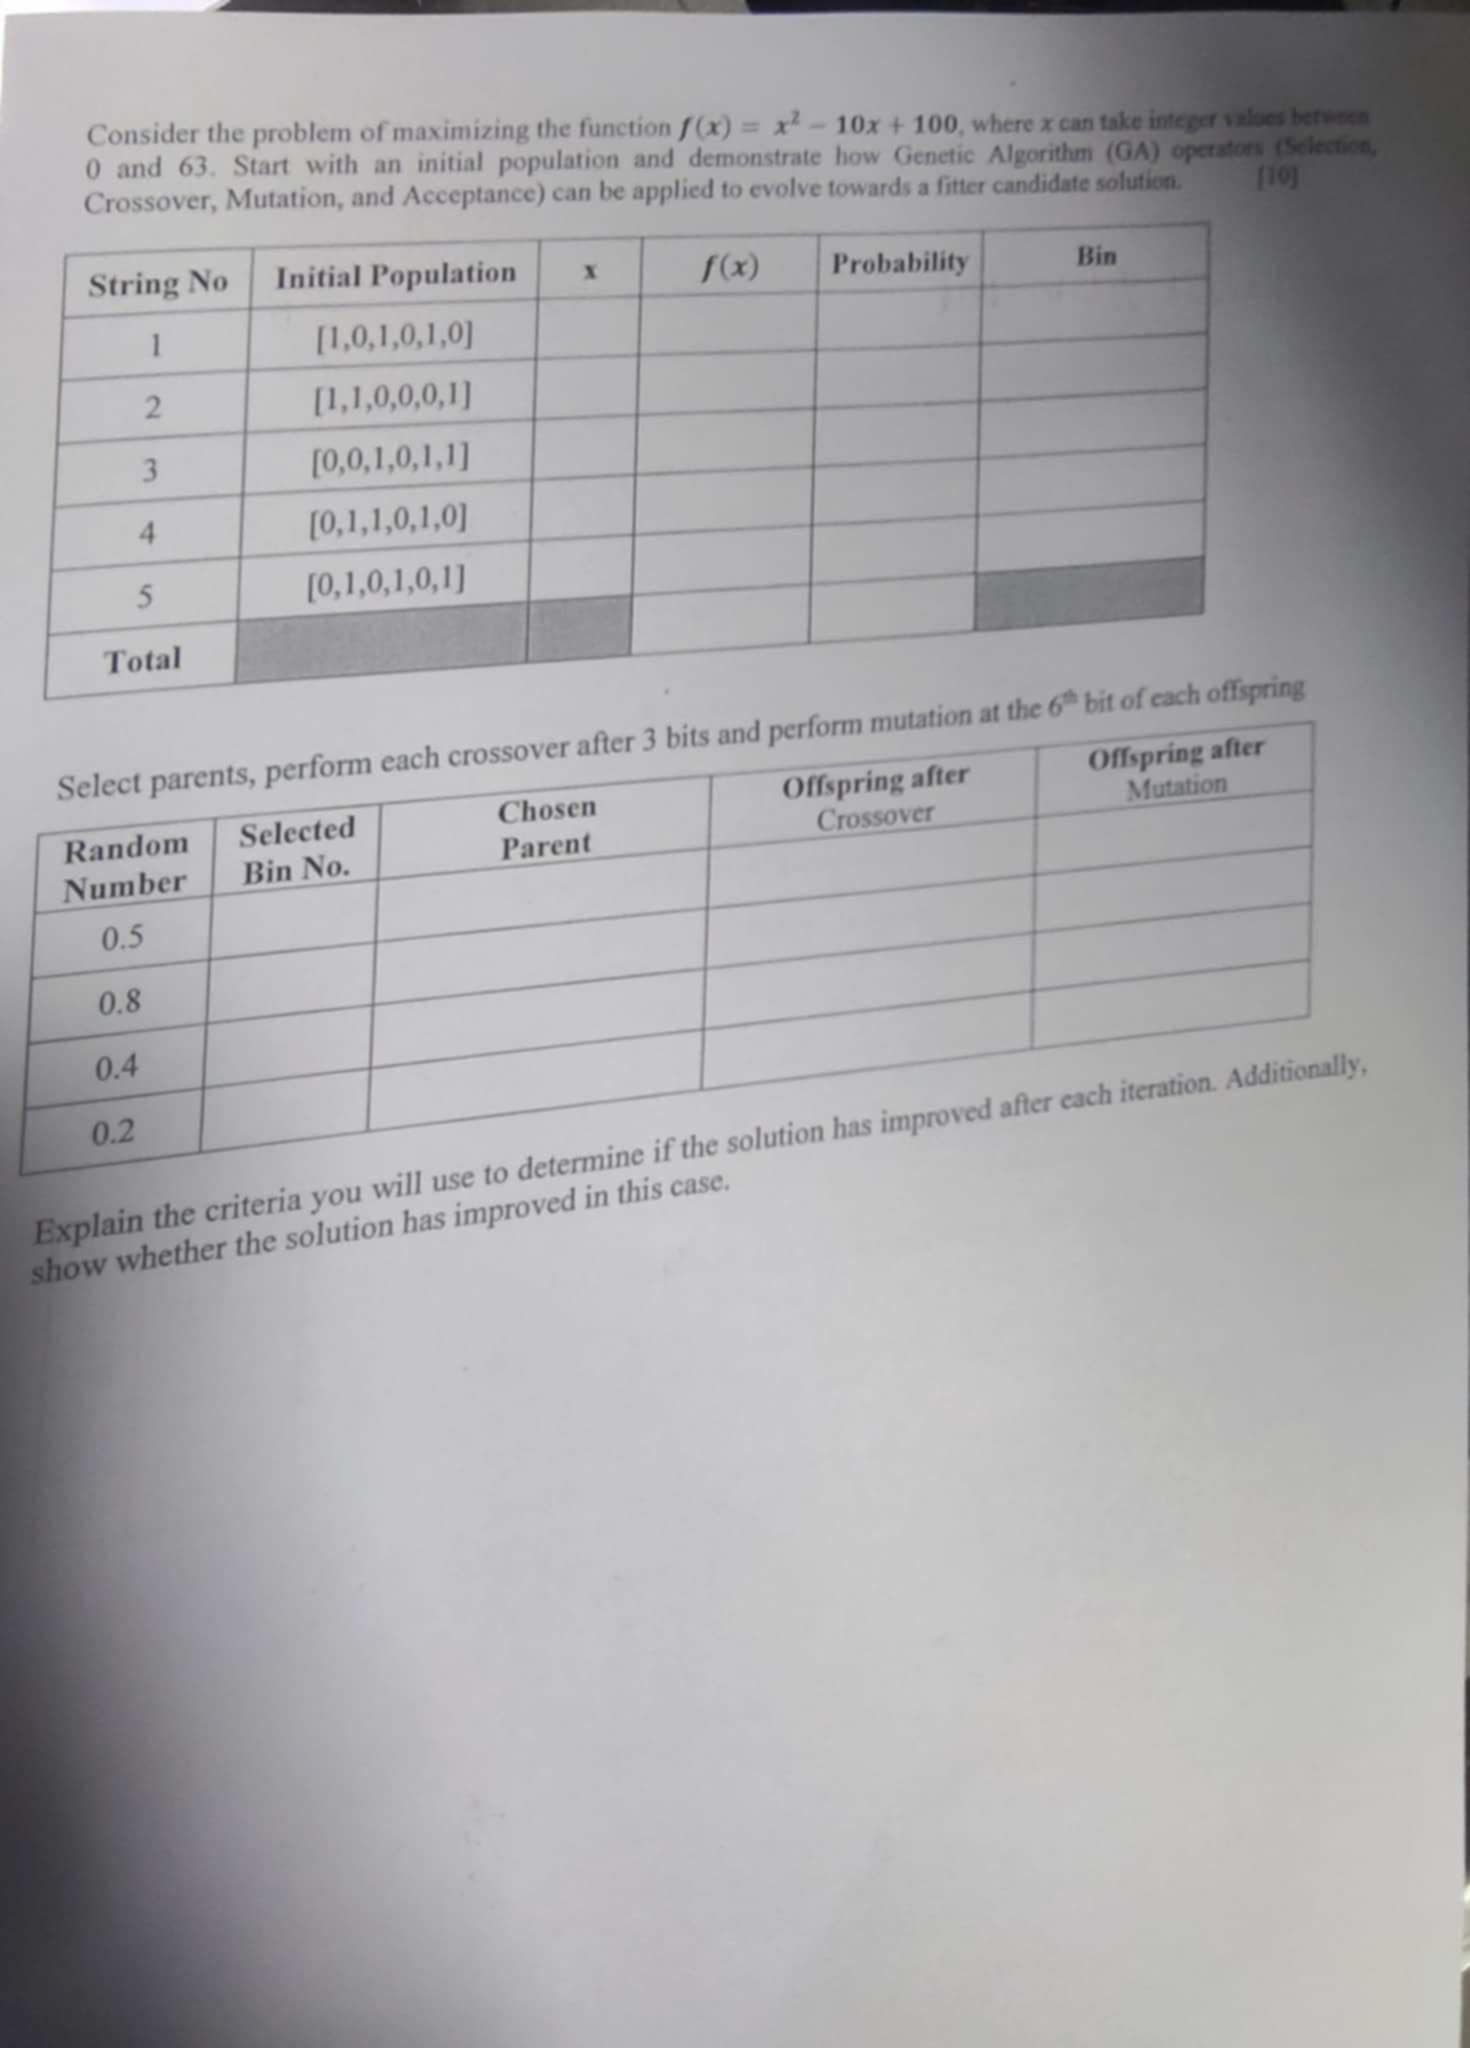 Consider the problem of maximizing the function f(x) = x² – 10x + 100, where x can take integer values between
0 and 63. Start with an initial population and demonstrate how Genetic Algorithm (GA) operators (Selection,
Crossover, Mutation, and Acceptance) can be applied to evolve towards a fitter candidate solution. [10]
String No Initial Population x f(x) Probability Bin
1 [1,0,1,0,1,0]
2 [1,1,0,0,0,1]
3 [0,0,1,0,1,1]
4 [0,1,1,0,1,0]
5 [0,1,0,1,0,1]
Total
Select parents, perform each crossover after 3 bits and perform mutation at the 6th bit of each offspring
Random Selected Chosen Offspring after Offspring after
Number Bin No. Parent Crossover Mutation
0.5
0.8
0.4
0.2
Explain the criteria you will use to determine if the solution has improved after each iteration. Additionally,
show whether the solution has improved in this case.